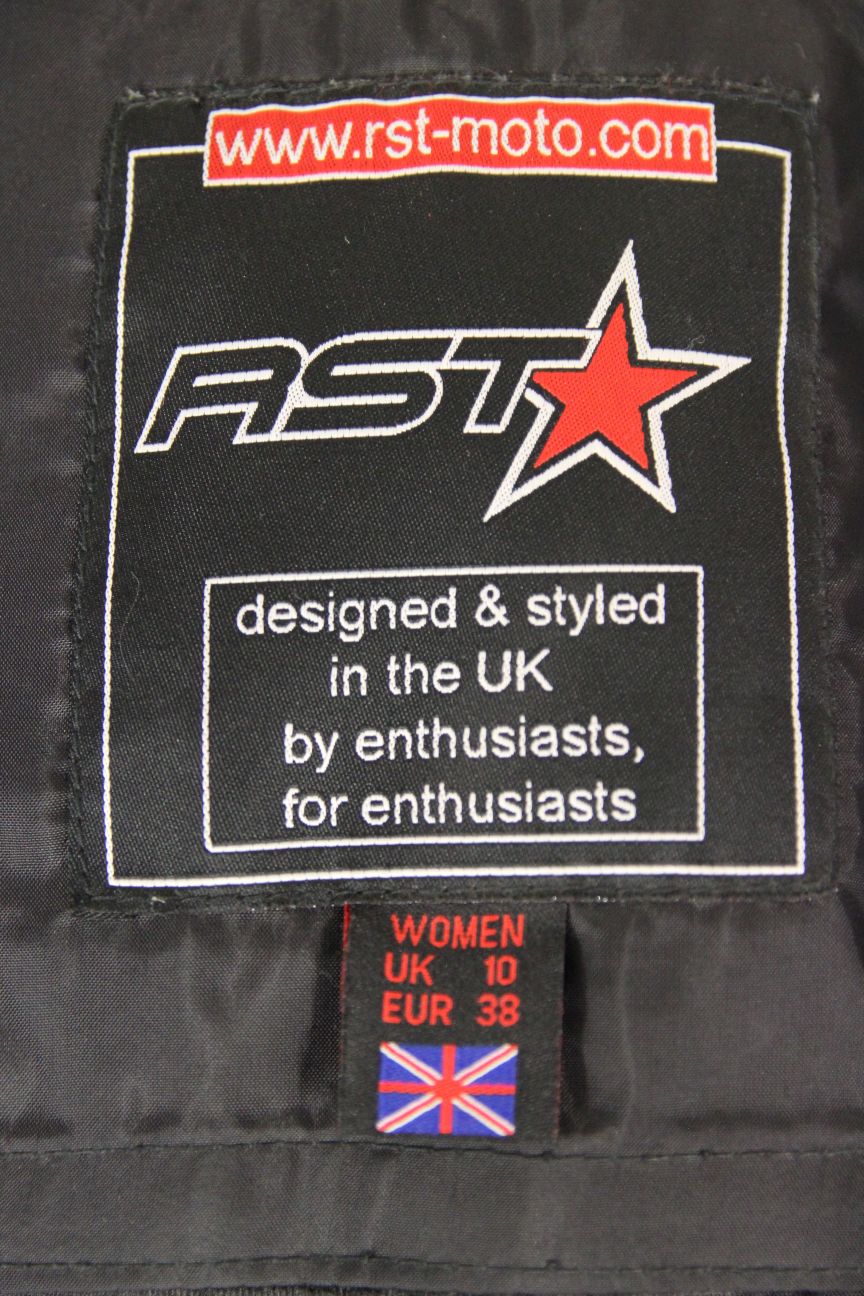 www.rst-moto.com
RST
designed & styled
in the UK
by enthusiasts,
for enthusiasts
WOMEN
UK 10
EUR 38